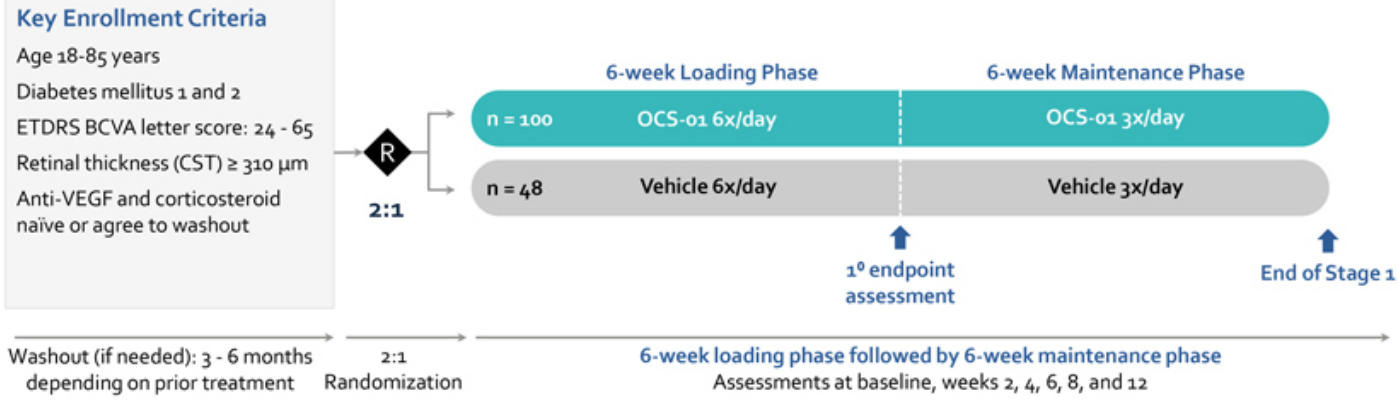 Key Enrollment Criteria
Age 18-85 years
Diabetes mellitus 1 and 2
ETDRS BCVA letter score: 24 - 65
Retinal thickness (CST) ≥ 310 µm
Anti-VEGF and corticosteroid
naïve or agree to washout
R
2:1
6-week Loading Phase
6-week Maintenance Phase
n = 100
OCS-01 6x/day
OCS-01 3x/day
n = 48
Vehicle 6x/day
Vehicle 3x/day
1⁰ endpoint
assessment
End of Stage 1
Washout (if needed): 3 - 6 months
depending on prior treatment
2:1
Randomization
6-week loading phase followed by 6-week maintenance phase
Assessments at baseline, weeks 2, 4, 6, 8, and 12